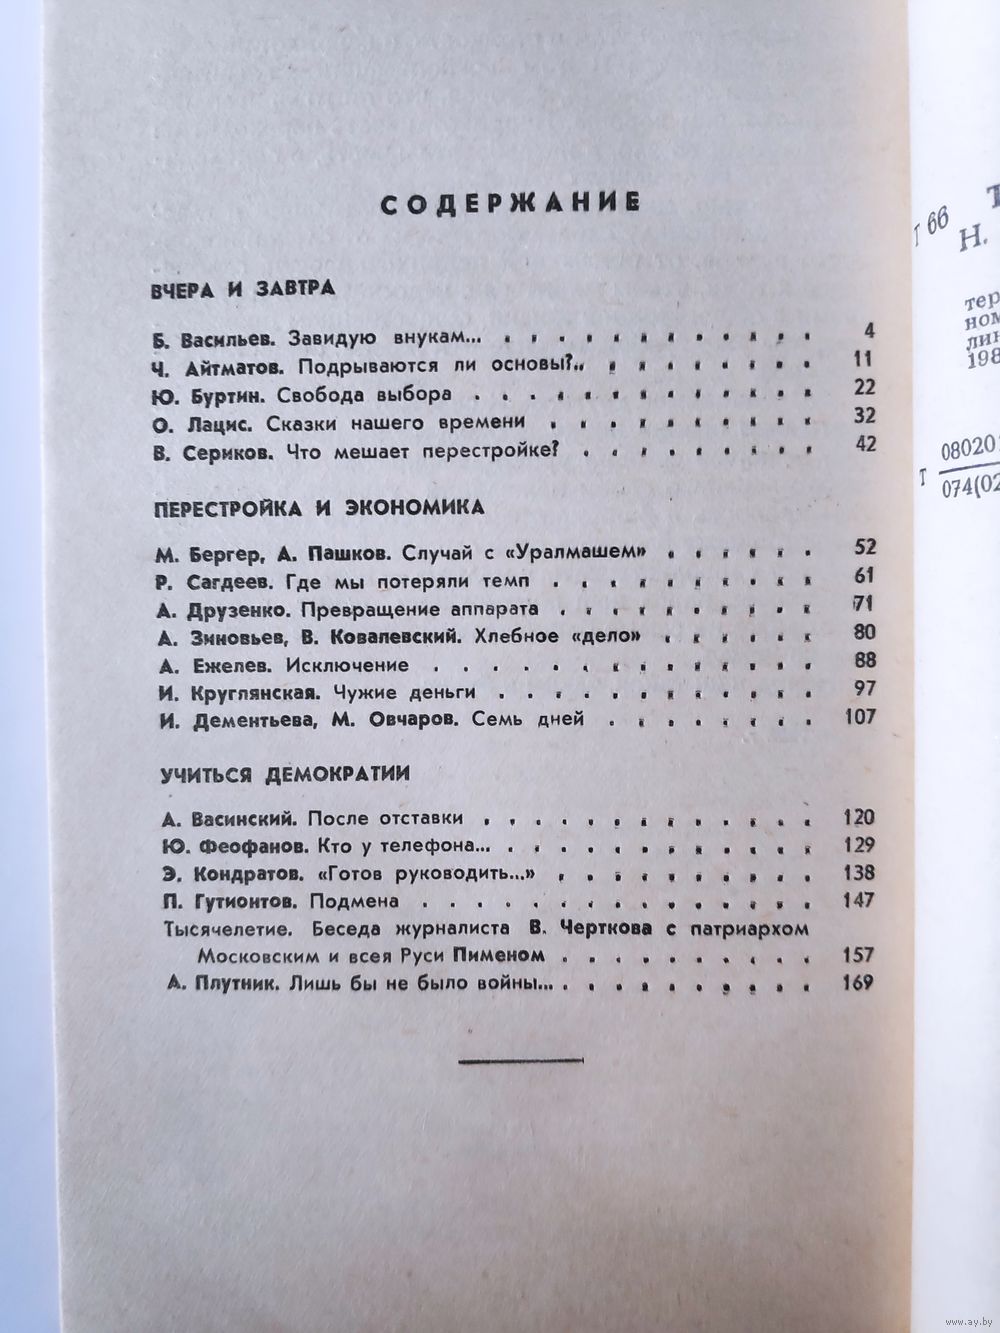 СОДЕРЖАНИЕ
ВЧЕРА И ЗАВТРА
Б. Васильев. Завидую внукам... 4
Ч. Айтматов. Подрываются ли основы?.. 11
Ю. Буртин. Свобода выбора 22
О. Лацис. Сказки нашего времени 32
В. Сериков. Что мешает перестройке? 42
ПЕРЕСТРОЙКА И ЭКОНОМИКА
М. Бергер, А. Пашков. Случай с «Уралмашем» 52
Р. Сагдеев. Где мы потеряли темп 61
А. Друзенко. Превращение аппарата 71
А. Зиновьев, В. Ковалевский. Хлебное «дело» 80
А. Ежелев. Исключение 88
И. Круглянская. Чужие деньги 97
И. Дементьева, М. Овчаров. Семь дней 107
УЧИТЬСЯ ДЕМОКРАТИИ
А. Васинский. После отставки 120
Ю. Феофанов. Кто у телефона... 129
Э. Кондратов. «Готов руководить...» 138
П. Гутионтов. Подмена 147
Тысячелетие. Беседа журналиста В. Черткова с патриархом
Московским и всея Руси Пименом 157
А. Плутник. Лишь бы не было войны... 169
Т 66
Н.
тер
ном
лин
198
Т
080201
074(02
www.ay.by